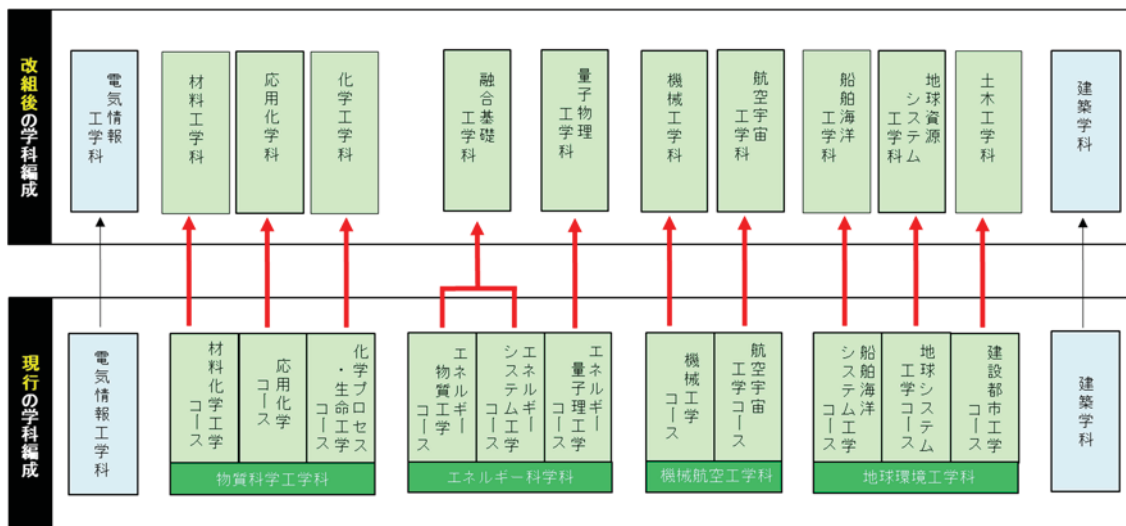 改組後の学科編成
電気情報
工学科
材料工学科
応用化学科
化学工学科
融合基礎
工学科
量子物理
工学科
機械工学科
航空宇宙
工学科
船舶海洋
工学科
地球資源
システム
工学科
土木工学科
建築学科
現行の学科編成
電気情報工学科
材料化学工学
コース
応用化学
コース
化学プロセス
・生命工学
コース
物質科学工学科
エネルギー
物質工学
コース
エネルギー
システム工学
コース
エネルギー
量子理工学
コース
エネルギー科学科
機械工学
コース
航空宇宙
工学コース
機械航空工学科
船舶海洋
システム工学
コース
地球システム
工学コース
建設都市工学
コース
地球環境工学科
建築学科